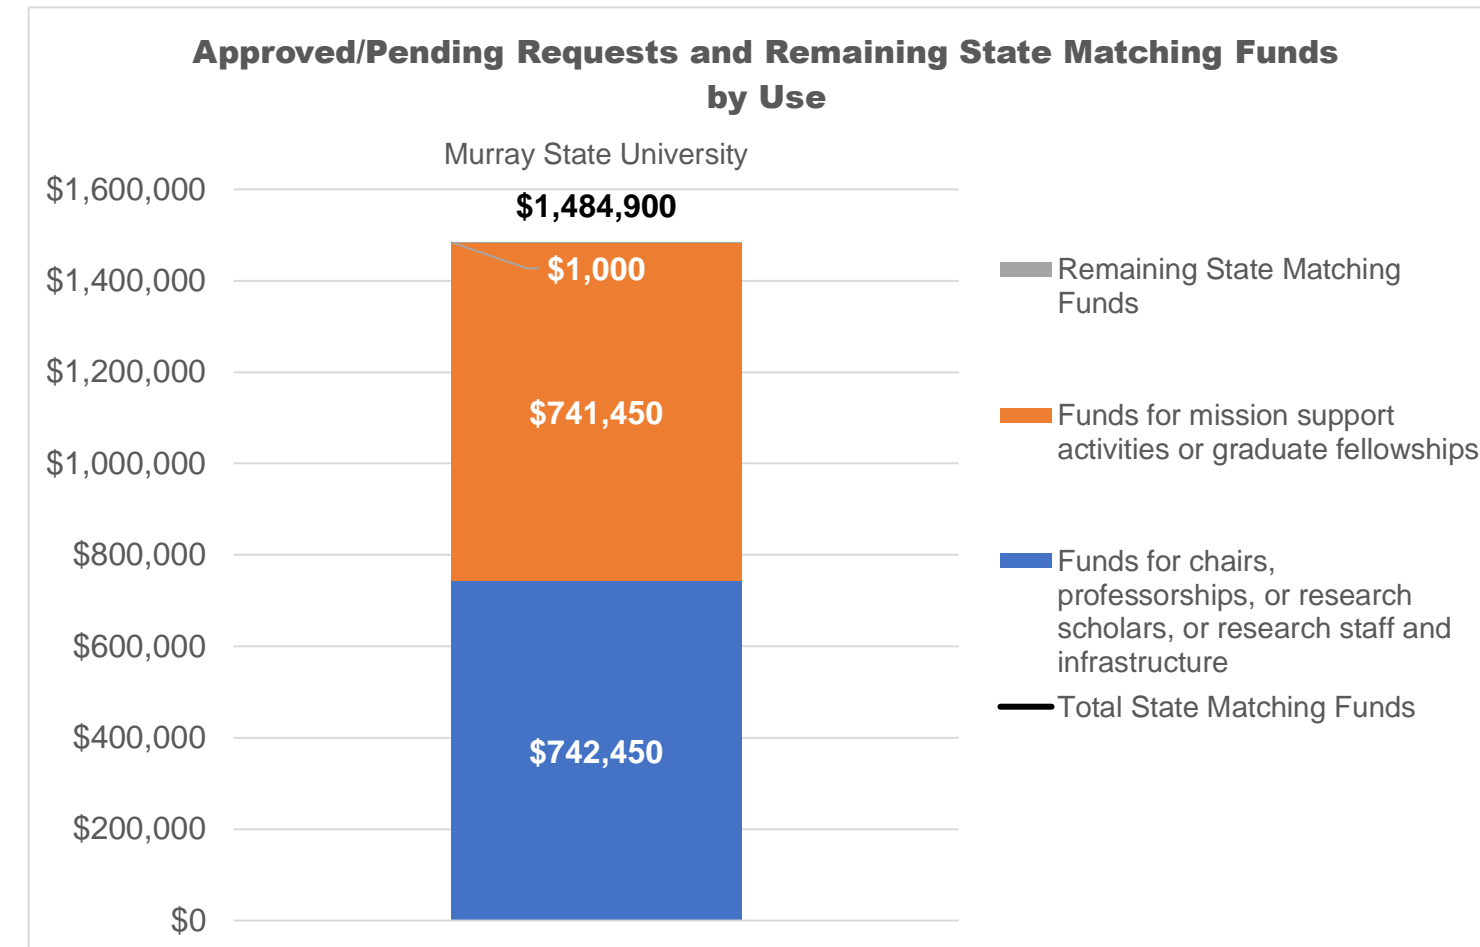 Approved/Pending Requests and Remaining State Matching Funds
by Use
Murray State University
$1,600,000
$1,400,000
$1,200,000
$1,000,000
$800,000
$600,000
$400,000
$200,000
$0
$1,484,900
$1,000
$741,450
$742,450
Remaining State Matching
Funds
Funds for mission support
activities or graduate fellowships
Funds for chairs,
professorships, or research
scholars, or research staff and
infrastructure
Total State Matching Funds